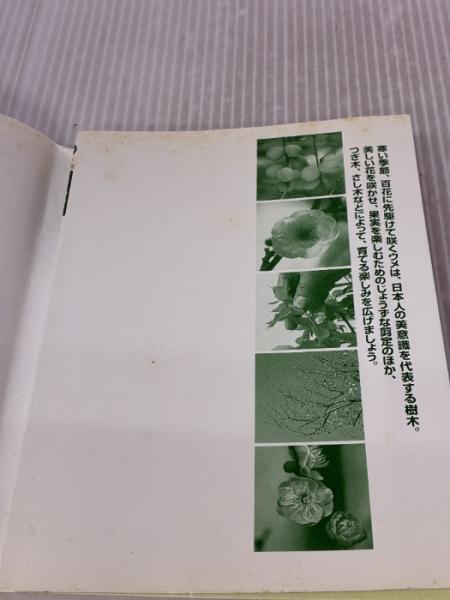 寒い季節、百花に先駆けて咲くウメは、日本人の美意識を代表する樹木。
美しい花を咲かせ、果実を楽しむためのじょうずな剪定のほか、
つぎ木、さし木などによって、育てる楽しみを広げましょう。